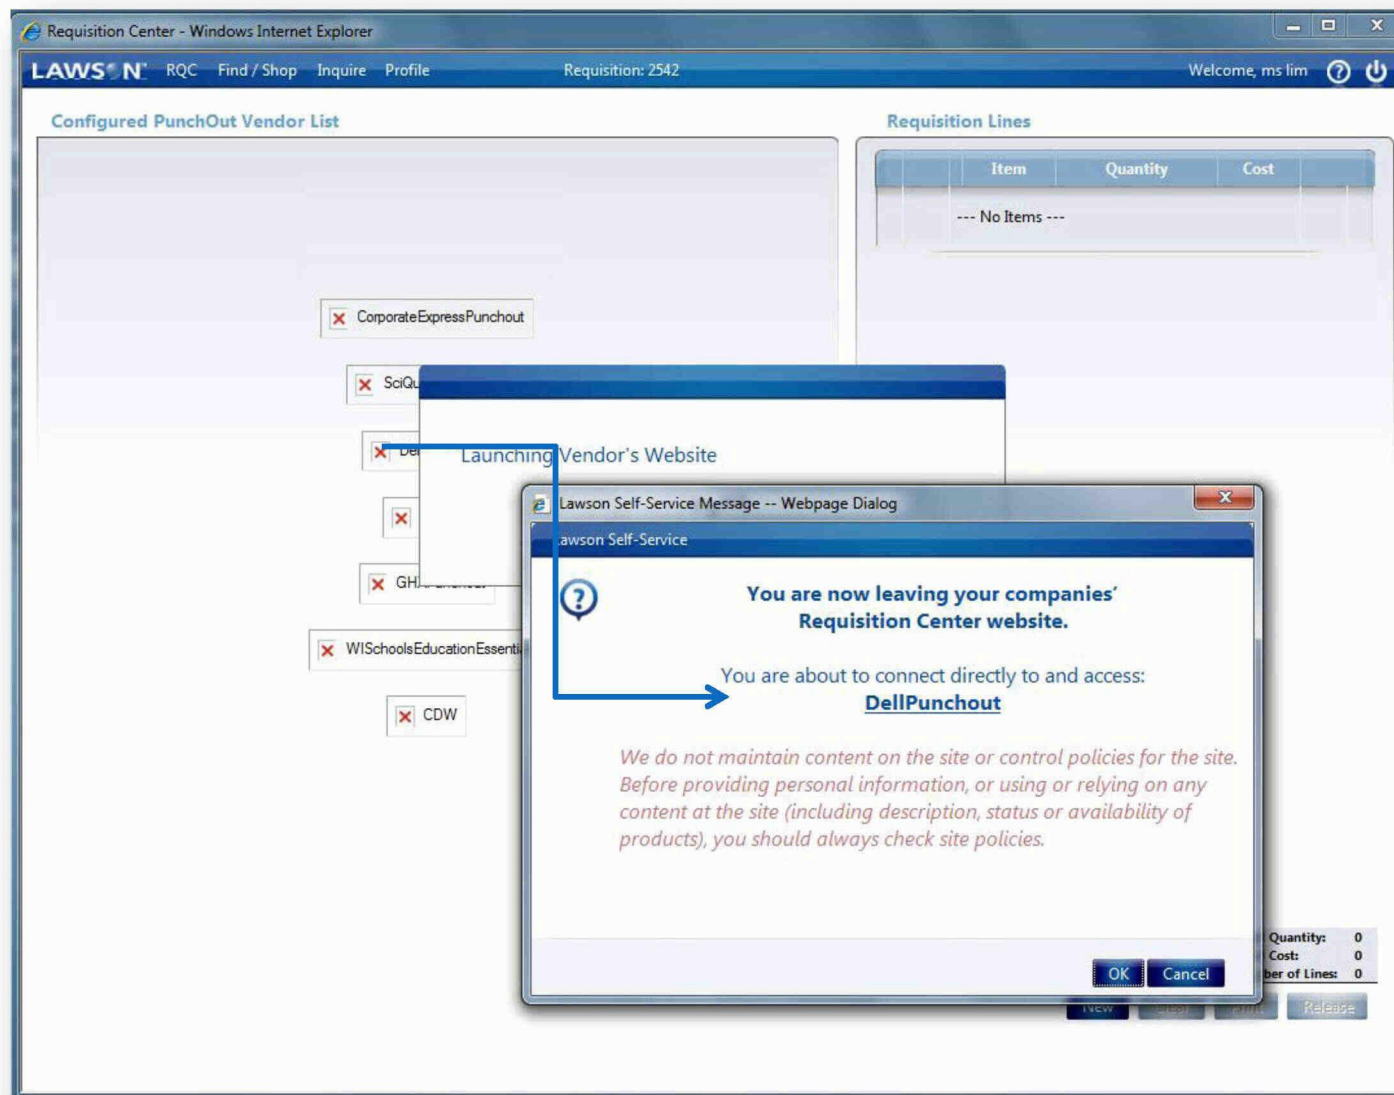 Requisition Center - Windows Internet Explorer
LAWSON RQC Find / Shop Inquire Profile Requisition: 2542 Welcome, ms lim
Configured PunchOut Vendor List
Requisition Lines
Item Quantity Cost
--- No Items ---
CorporateExpressPunchout
Launching Vendor's Website
Lawson Self-Service Message -- Webpage Dialog
Lawson Self-Service
You are now leaving your companies'
Requisition Center website.
You are about to connect directly to and access:
DellPunchout
We do not maintain content on the site or control policies for the site.
Before providing personal information, or using or relying on any
content at the site (including description, status or availability of
products), you should always check site policies.
OK Cancel
CDW
Quantity: 0
Cost: 0
of Lines: 0
New Release